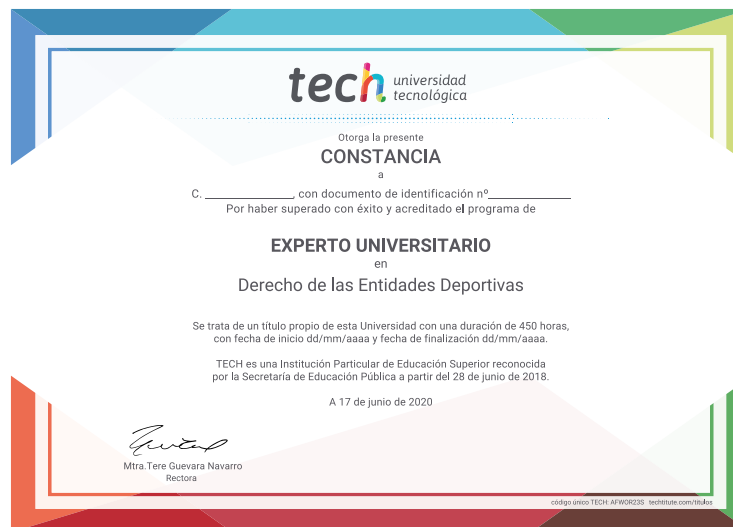 tech universidad
tecnológica
Otorga la presente
CONSTANCIA
a
C. ______________, con documento de identificación nº______________
Por haber superado con éxito y acreditado el programa de
EXPERTO UNIVERSITARIO
en
Derecho de las Entidades Deportivas
Se trata de un título propio de esta Universidad con una duración de 450 horas,
con fecha de inicio dd/mm/aaaa y fecha de finalización dd/mm/aaaa.
TECH es una Institución Particular de Educación Superior reconocida
por la Secretaría de Educación Pública a partir del 28 de junio de 2018.
A 17 de junio de 2020
Mtra.Tere Guevara Navarro
Rectora
código único TECH: AFWOR23S techtitute.com/titulos